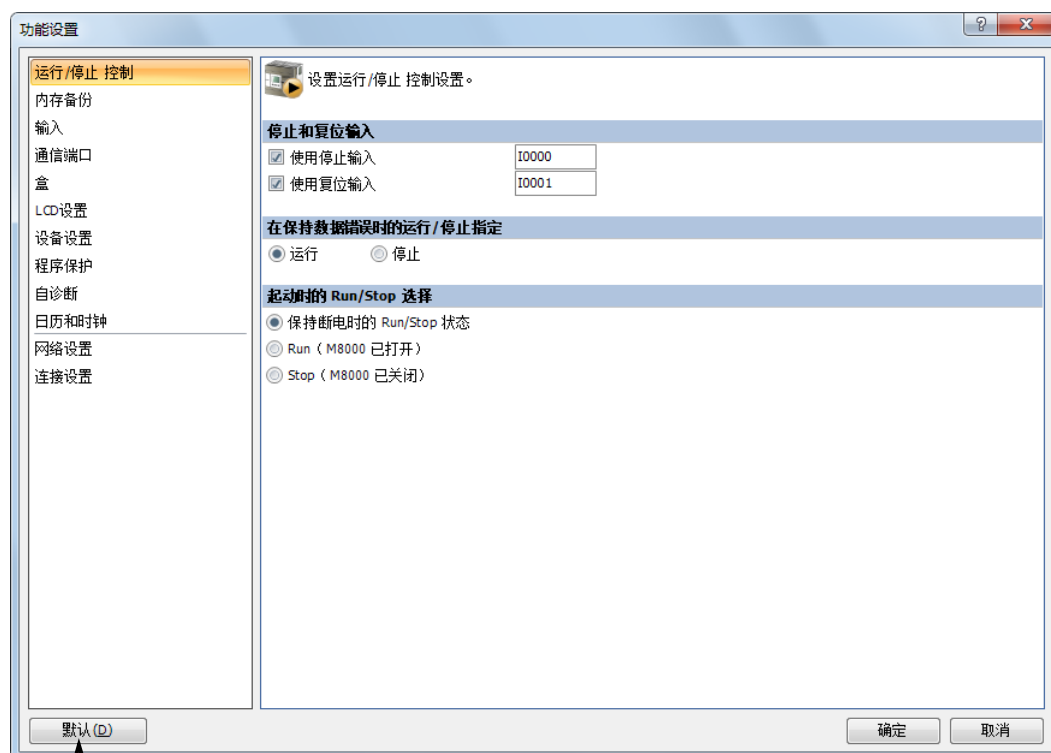 功能设置
?
运行/停止 控制
内存备份
输入
通信端口
盒
LCD设置
设备设置
程序保护
自诊断
日历和时钟
网络设置
连接设置
设置运行/停止 控制设置。
停止和复位输入
使用停止输入 I0000
使用复位输入 I0001
在保持数据错误时的运行/停止指定
运行 停止
起动时的 Run/Stop 选择
保持断电时的 Run/Stop 状态
Run（M8000 已打开）
Stop（M8000 已关闭）
默认(D) 确定 取消